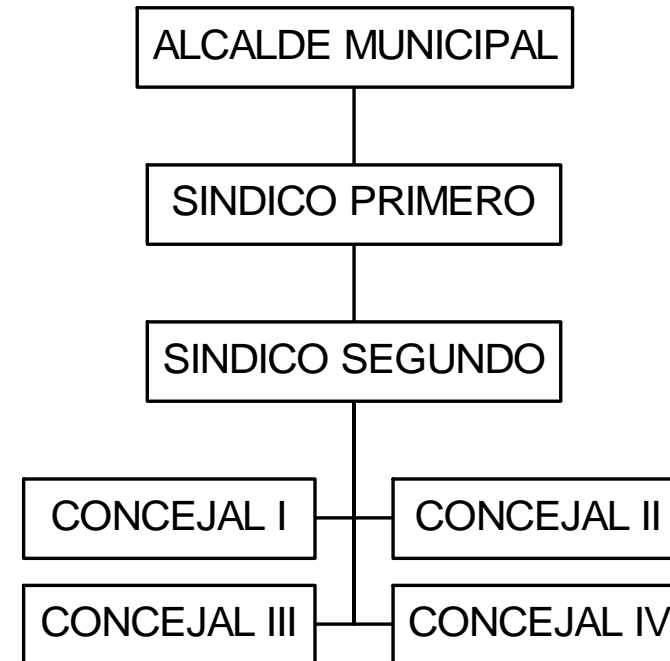 ALCALDE MUNICIPAL
SINDICO PRIMERO
SINDICO SEGUNDO
CONCEJAL I
CONCEJAL II
CONCEJAL III
CONCEJAL IV